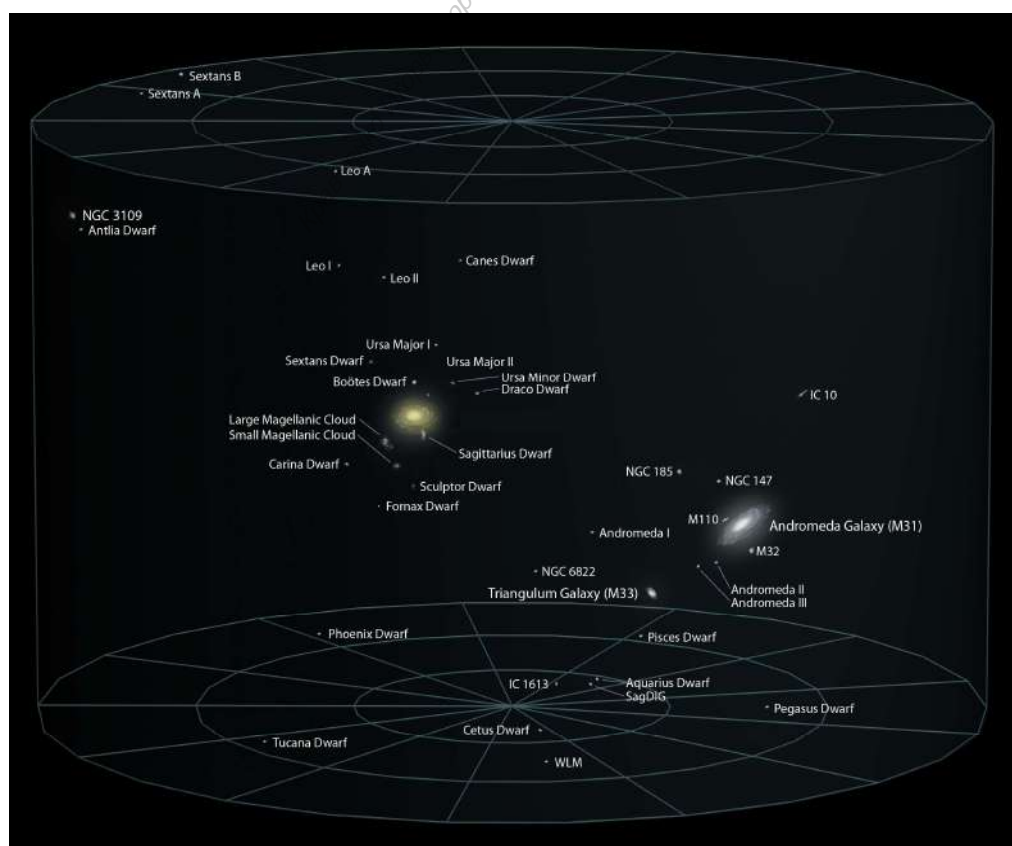 Sextans B
Sextans A
Leo A
NGC 3109
Antlia Dwarf
Canes Dwarf
Leo I
Leo II
Ursa Major I
Sextans Dwarf
Ursa Major II
Boötes Dwarf
Ursa Minor Dwarf
Draco Dwarf
IC 10
Large Magellanic Cloud
Small Magellanic Cloud
Sagittarius Dwarf
Carina Dwarf
NGC 185
NGC 147
Sculptor Dwarf
Fornax Dwarf
M110
Andromeda Galaxy (M31)
Andromeda I
M32
NGC 6822
Andromeda II
Triangulum Galaxy (M33)
Andromeda III
Phoenix Dwarf
Pisces Dwarf
IC 1613
Aquarius Dwarf
SagDIG
Pegasus Dwarf
Cetus Dwarf
Tucana Dwarf
WLM